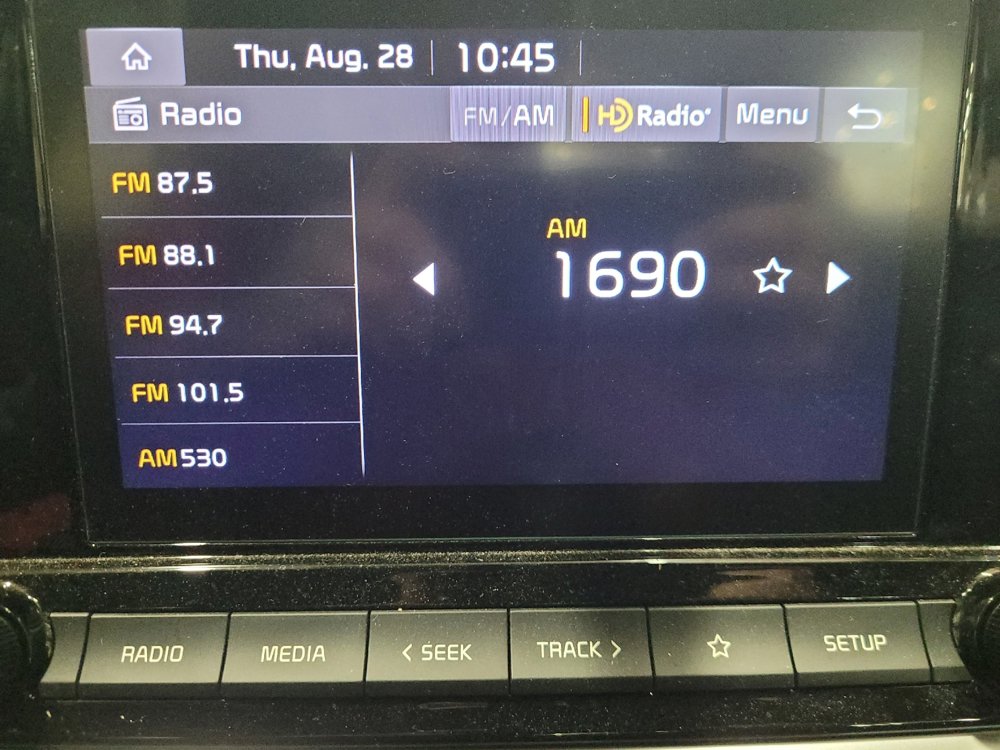 Thu, Aug. 28 10:45
Radio FM/AM HD Radio® Menu
FM 87.5
FM 88.1
FM 94.7
FM 101.5
AM 530
AM
1690
RADIO MEDIA < SEEK TRACK > SETUP